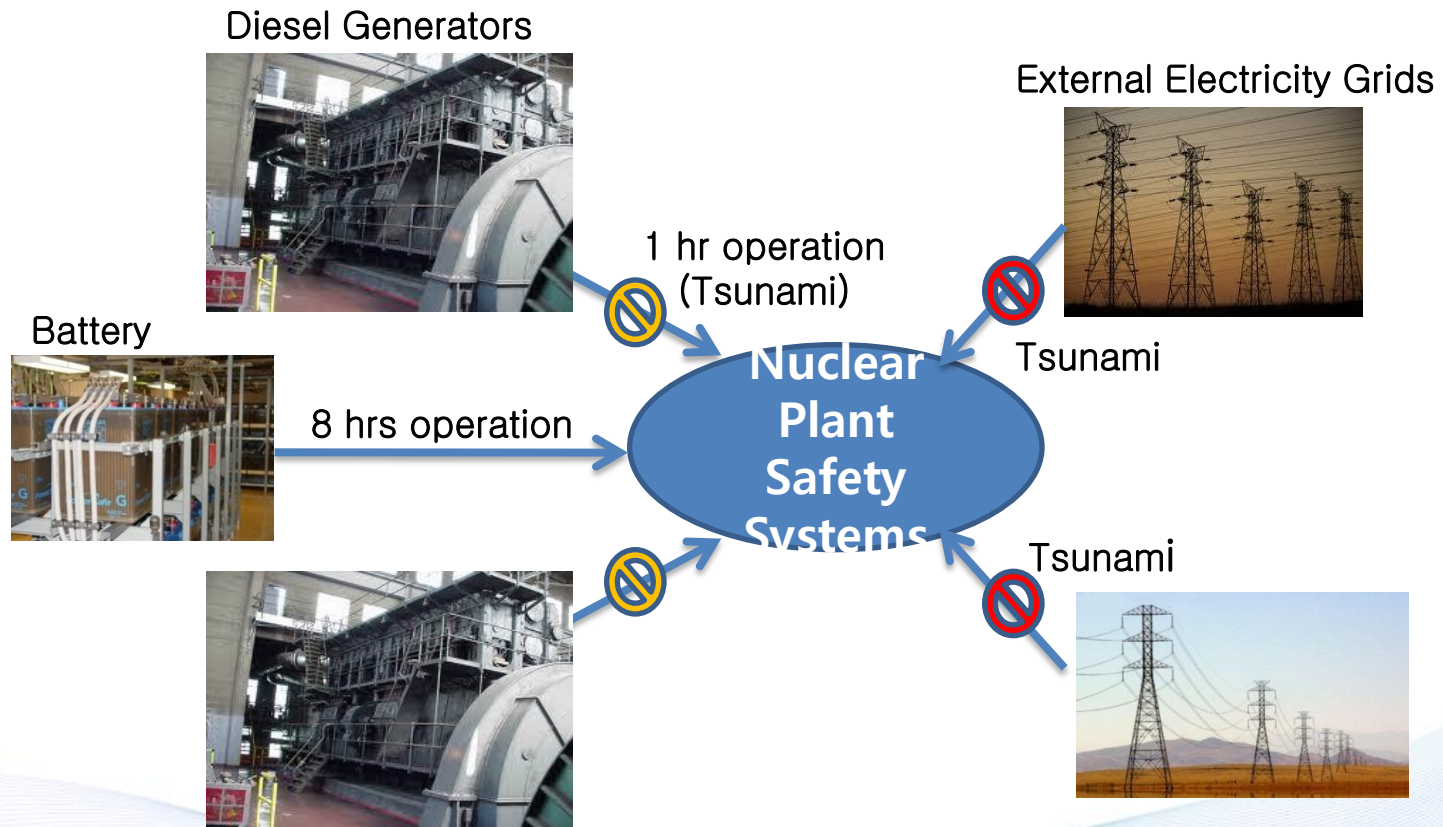 Diesel Generators
External Electricity Grids
1 hr operation
(Tsunami)
Battery
Tsunami
8 hrs operation
Nuclear
Plant
Safety
Systems
Tsunami
G
G